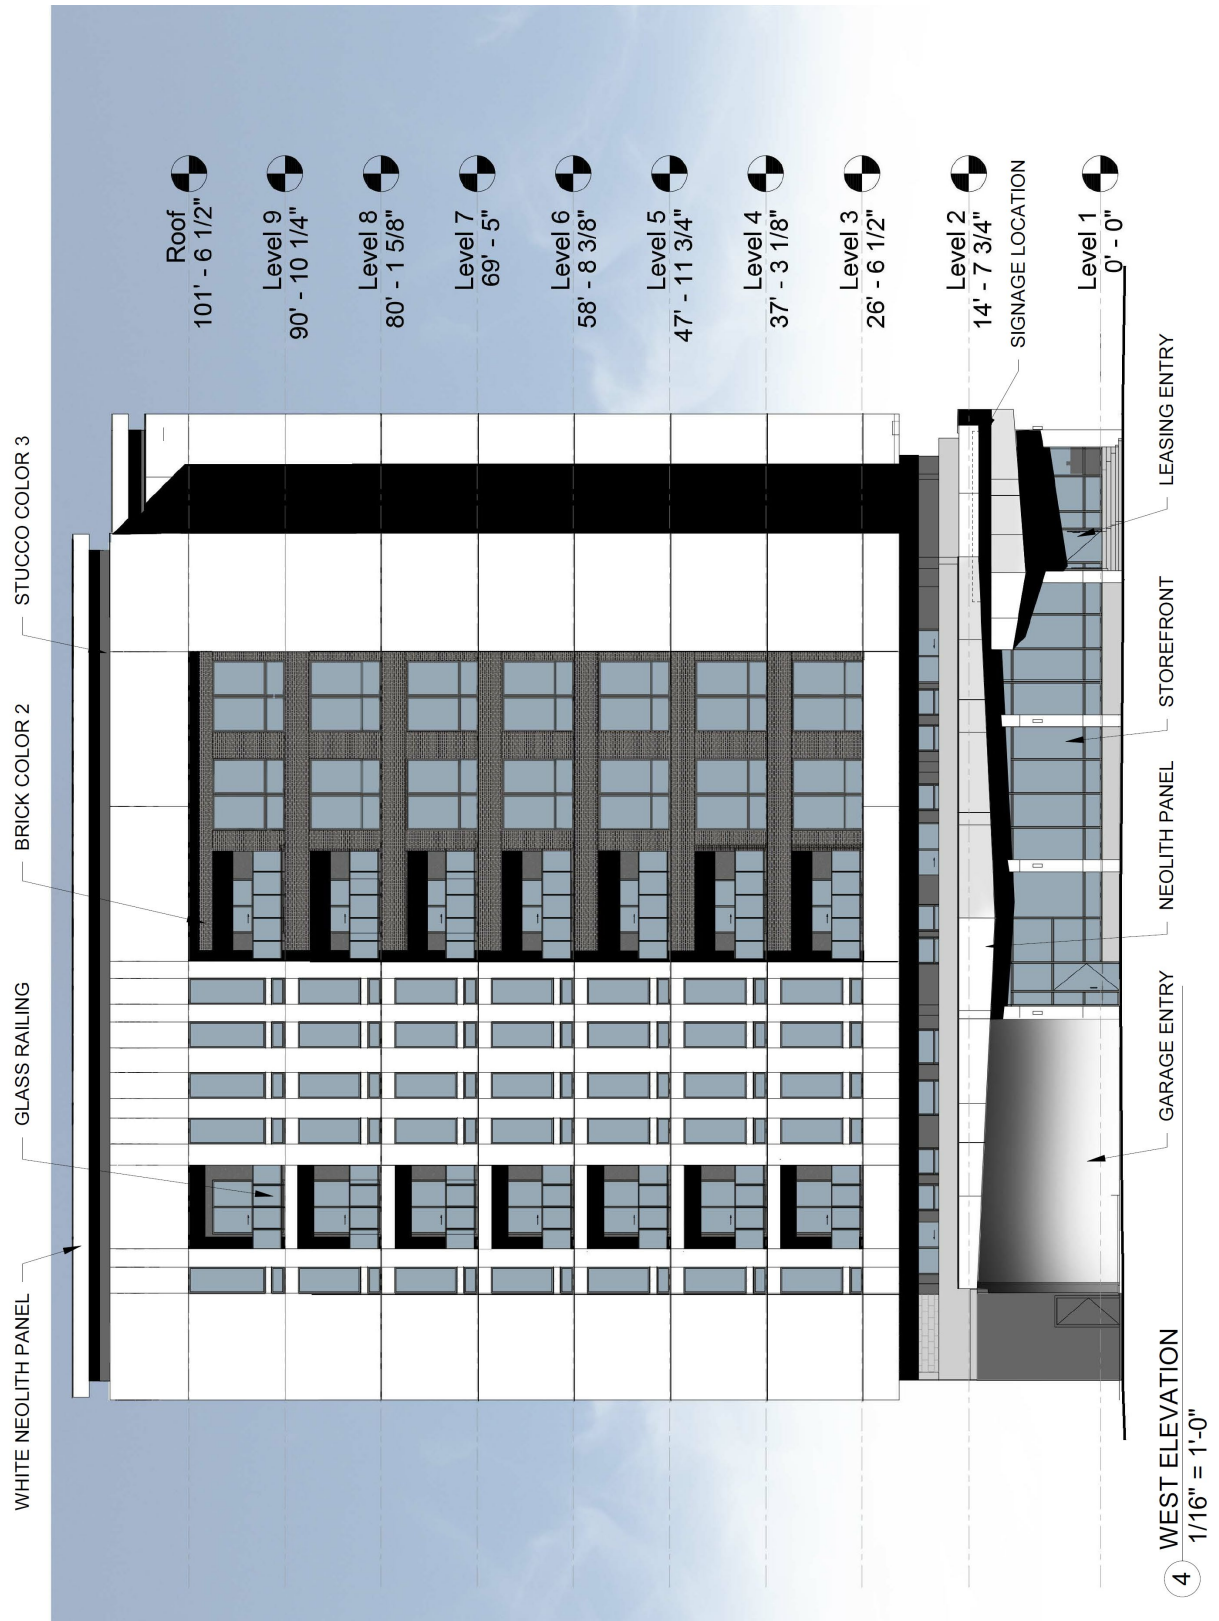 WHITE NEOLITH PANEL
GLASS RAILING
BRICK COLOR 2
STUCCO COLOR 3
Roof
101' - 6 1/2"
Level 9
90' - 10 1/4"
Level 8
80' - 1 5/8"
Level 7
69' - 5"
Level 6
58' - 8 3/8"
Level 5
47' - 11 3/4"
Level 4
37' - 3 1/8"
Level 3
26' - 6 1/2"
Level 2
14' - 7 3/4"
SIGNAGE LOCATION
Level 1
0' - 0"
GARAGE ENTRY
NEOLITH PANEL
STOREFRONT
LEASING ENTRY
4
WEST ELEVATION
1/16" = 1'-0"